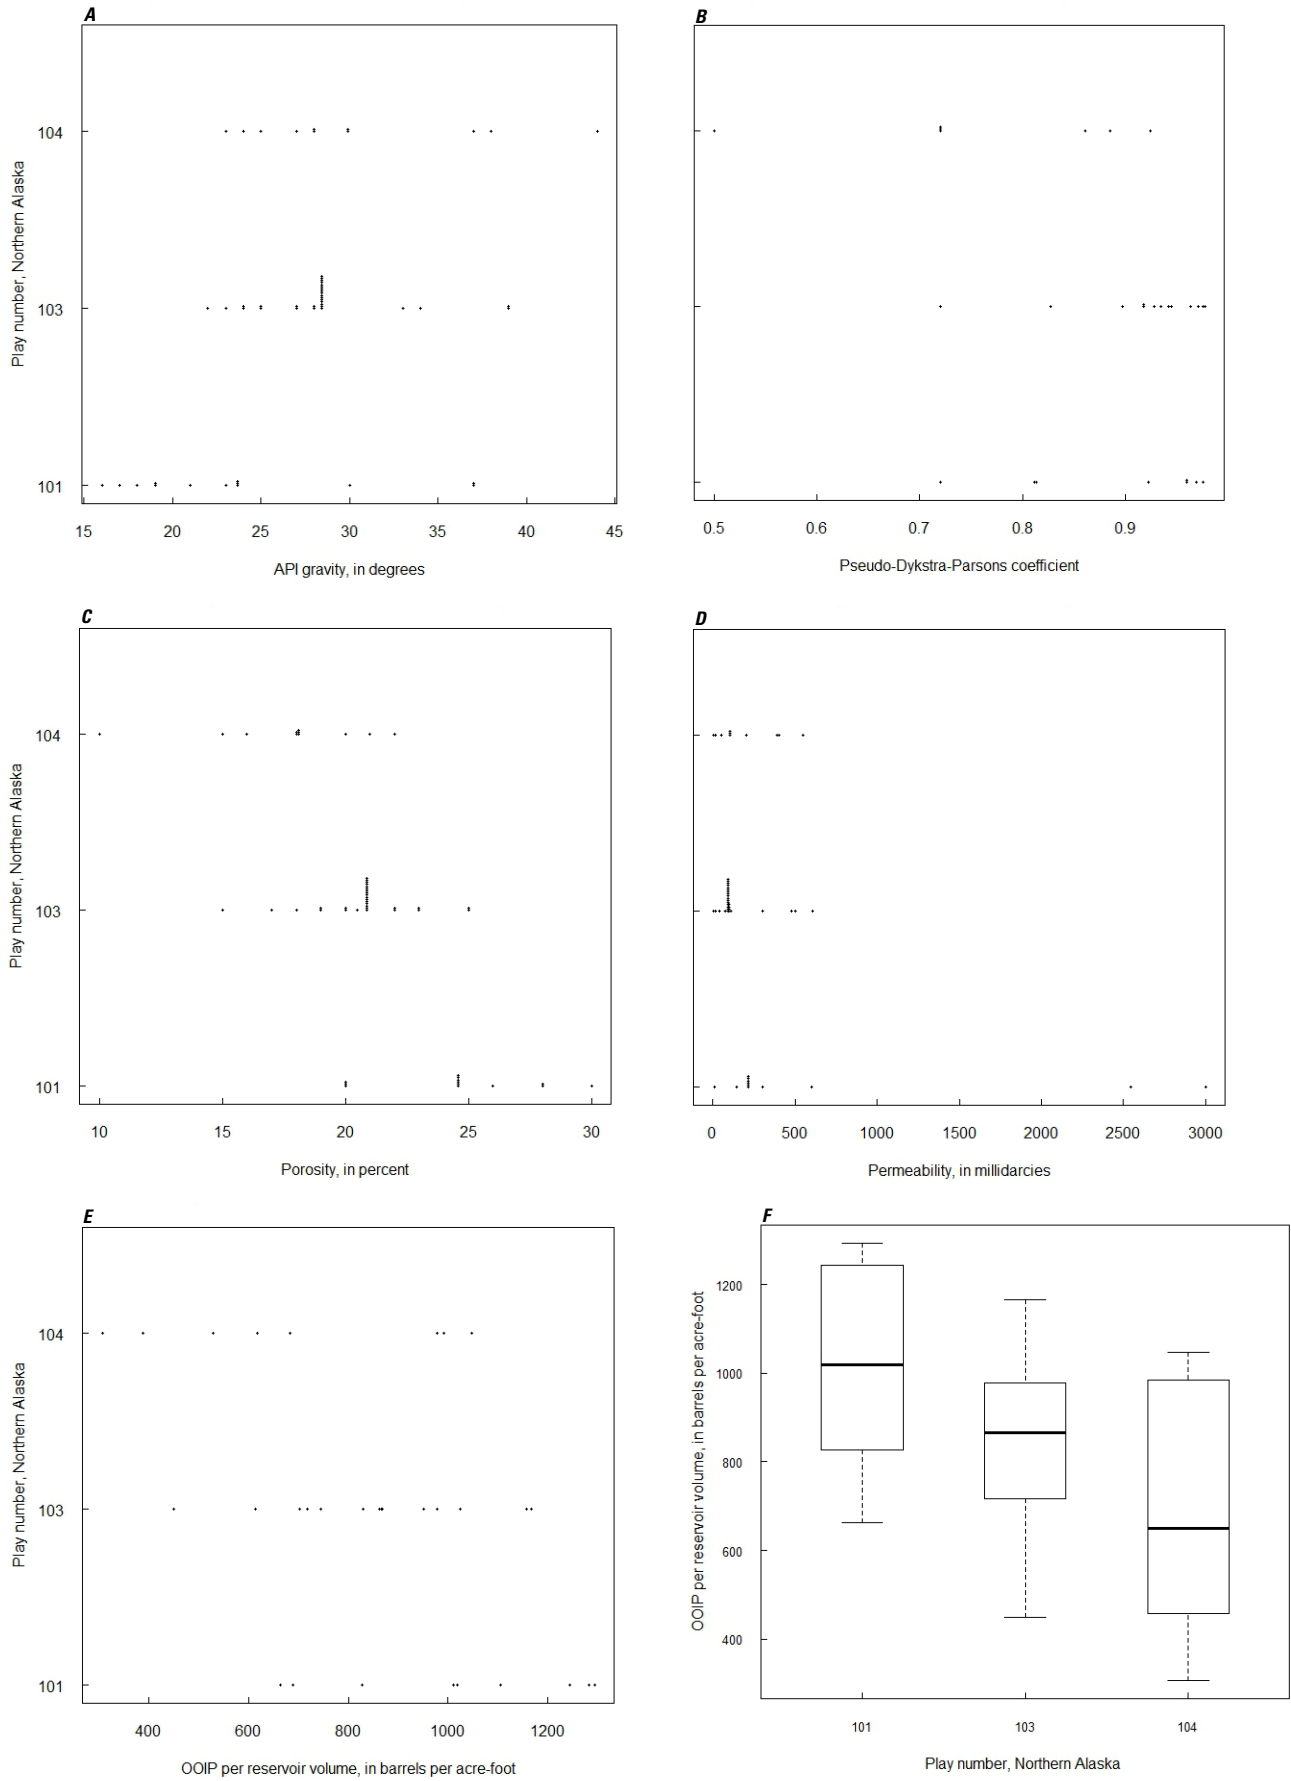 A
Play number, Northern Alaska
104
103
101
15 20 25 30 35 40 45
API gravity, in degrees
B
0.5 0.6 0.7 0.8 0.9
Pseudo-Dykstra-Parsons coefficient
C
Play number, Northern Alaska
104
103
101
10 15 20 25 30
Porosity, in percent
D
0 500 1000 1500 2000 2500 3000
Permeability, in millidarcies
E
Play number, Northern Alaska
104
103
101
400 600 800 1000 1200
OOIP per reservoir volume, in barrels per acre-foot
F
OOIP per reservoir volume, in barrels per acre-foot
1200
1000
800
600
400
101 103 104
Play number, Northern Alaska